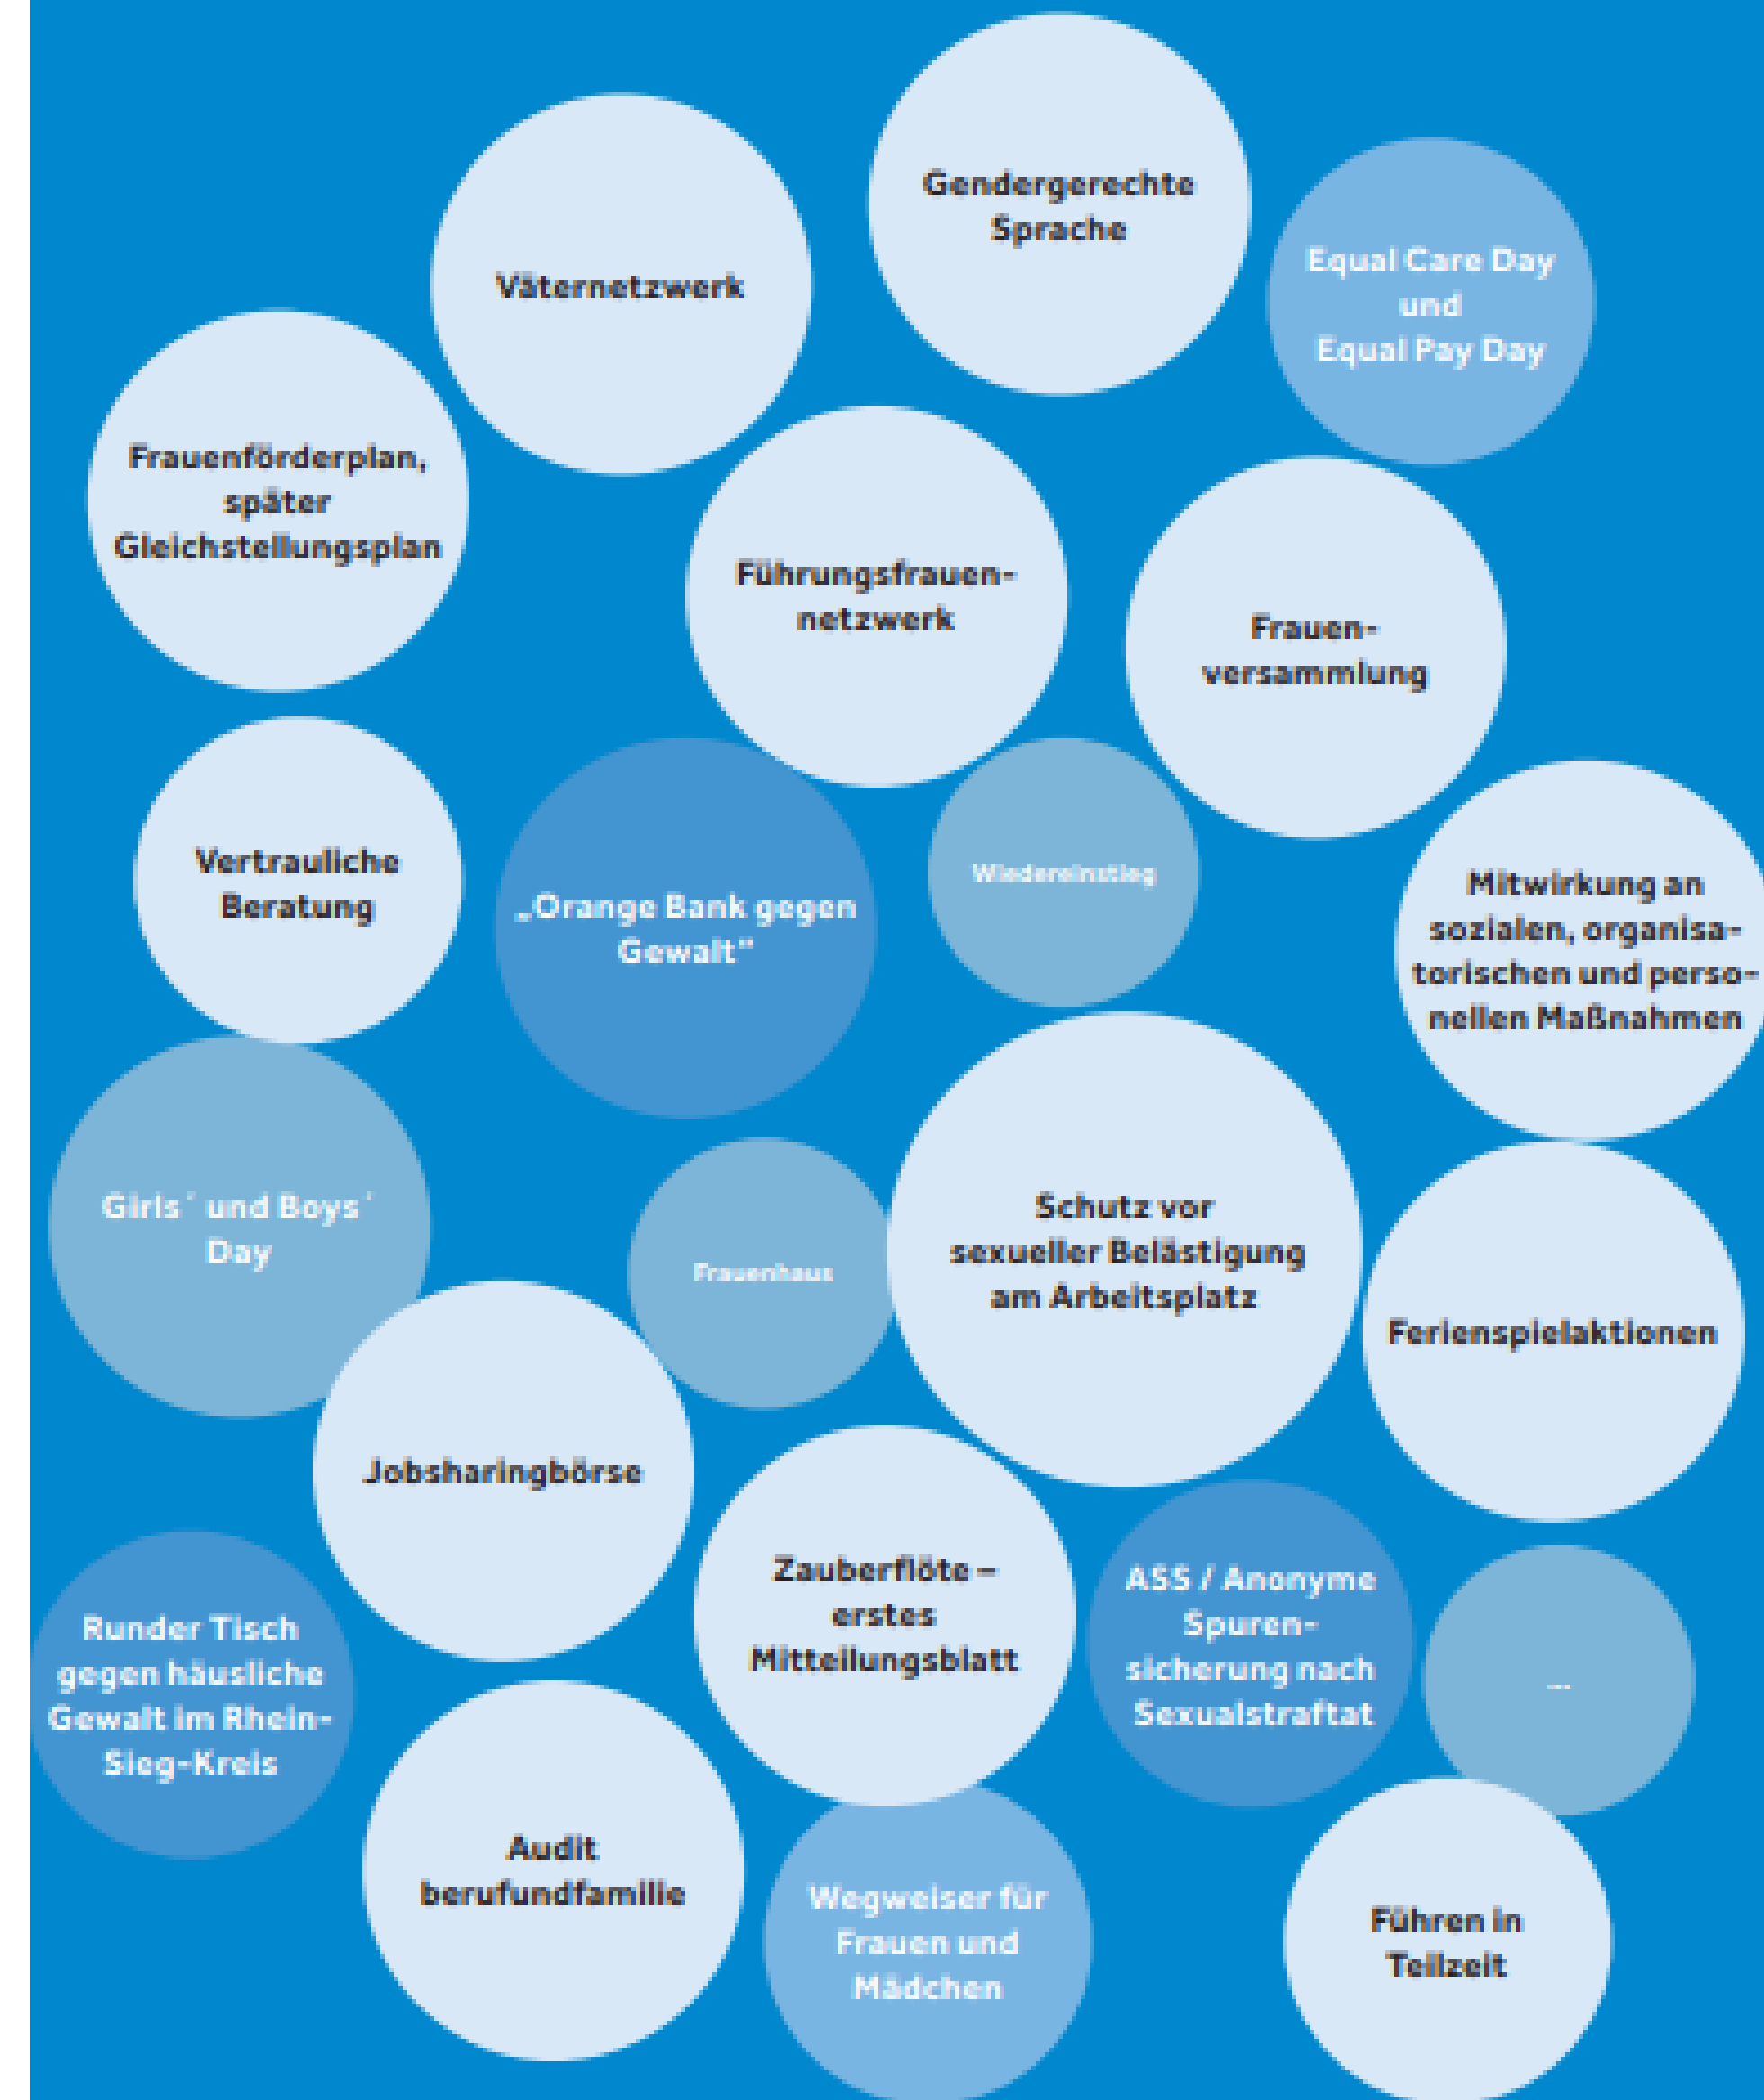 Gendergerechte
Sprache
Väternetzwerk
Equal Care Day
und
Equal Pay Day
Frauenförderplan,
später
Gleichstellungsplan
Führungsfrauen-
netzwerk
Frauen-
versammlung
Vertrauliche
Beratung
„Orange Bank gegen
Gewalt“
Wiedereinstieg
Mitwirkung an
sozialen, organisa-
torischen und perso-
nellen Maßnahmen
Girls´ und Boys´
Day
Frauenhaus
Schutz vor
sexueller Belästigung
am Arbeitsplatz
Ferienspielaktionen
Jobsharingbörse
Zauberflöte –
erstes
Mitteilungsblatt
ASS / Anonyme
Spuren-
sicherung nach
Sexualstraftat
...
Runder Tisch
gegen häusliche
Gewalt im Rhein-
Sieg-Kreis
Audit
berufundfamilie
Wegweiser für
Frauen und
Mädchen
Führen in
Teilzeit